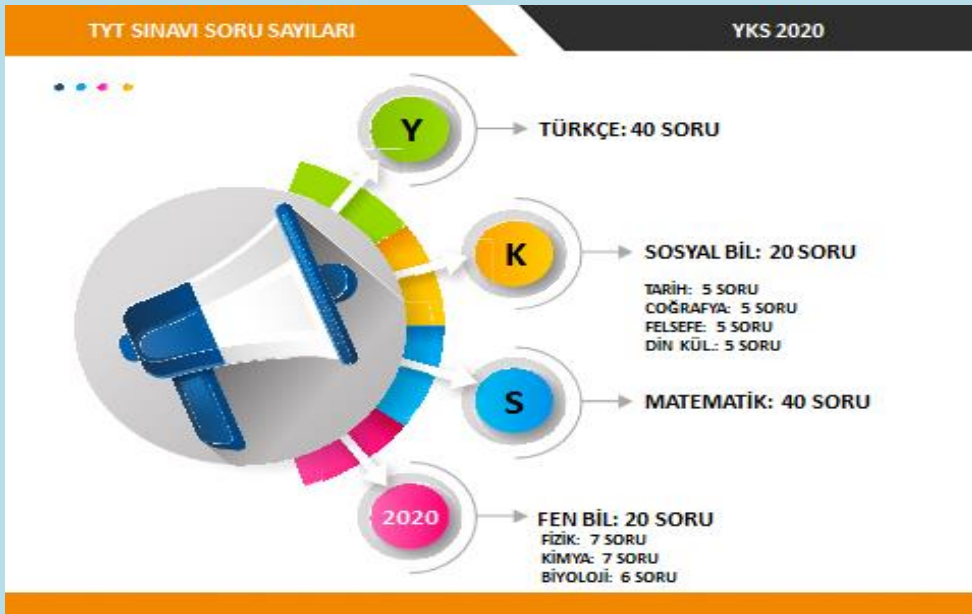 TYT SINAVI SORU SAYILARI
YKS 2020
Y
TÜRKÇE: 40 SORU
K
SOSYAL BİL: 20 SORU
TARİH: 5 SORU
COĞRAFYA: 5 SORU
FELSEFE: 5 SORU
DİN KÜL.: 5 SORU
S
MATEMATİK: 40 SORU
2020
FEN BİL: 20 SORU
FİZİK: 7 SORU
KİMYA: 7 SORU
BİYOLOJİ: 6 SORU